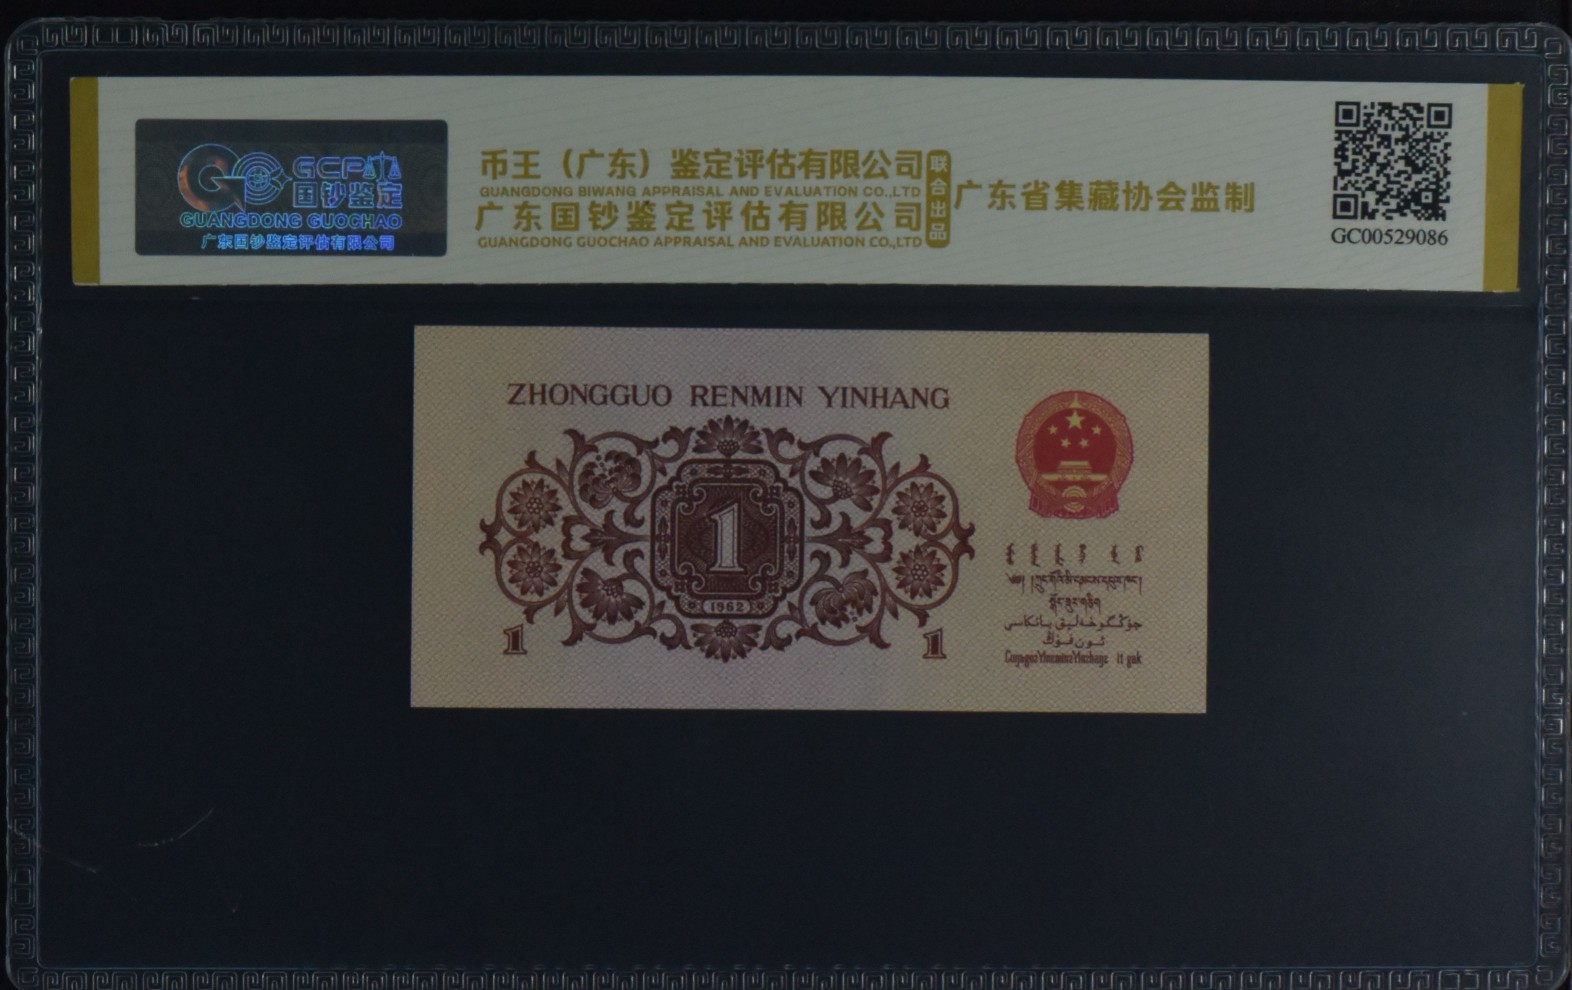 GCP
国钞鉴定
GUANGDONG GUOCHAO
广东国钞鉴定评估有限公司
币王（广东）鉴定评估有限公司
GUANGDONG BIWANG APPRAISAL AND EVALUATION CO.,LTD
广东国钞鉴定评估有限公司
GUANGDONG GUOCHAO APPRAISAL AND EVALUATION CO.,LTD
联合出品
广东省集藏协会监制
GC00529086
ZHONGGUO RENMIN YINHANG
1
1962
1
1
جۇڭگو خەلىق بانكاسى